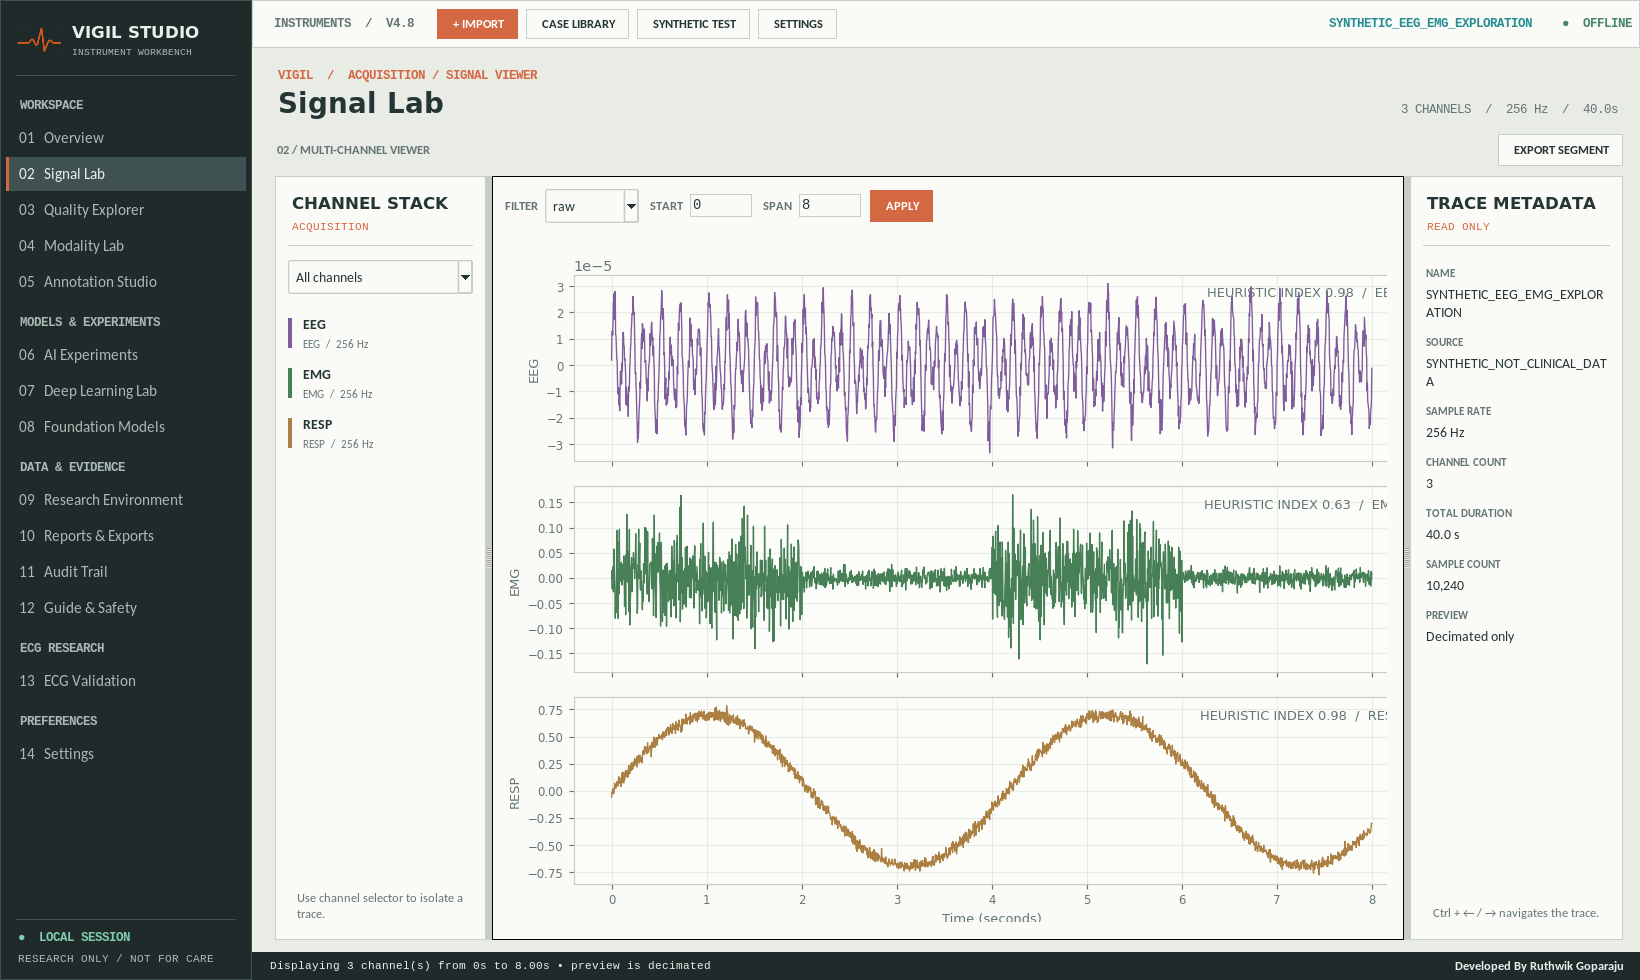 VIGIL STUDIO
INSTRUMENT WORKBENCH
WORKSPACE
01 Overview
02 Signal Lab
03 Quality Explorer
04 Modality Lab
05 Annotation Studio
MODELS & EXPERIMENTS
06 AI Experiments
07 Deep Learning Lab
08 Foundation Models
DATA & EVIDENCE
09 Research Environment
10 Reports & Exports
11 Audit Trail
12 Guide & Safety
ECG RESEARCH
13 ECG Validation
PREFERENCES
14 Settings
● LOCAL SESSION
RESEARCH ONLY / NOT FOR CARE
INSTRUMENTS / V4.8
+ IMPORT
CASE LIBRARY
SYNTHETIC TEST
SETTINGS
SYNTHETIC_EEG_EMG_EXPLORATION
● OFFLINE
VIGIL / ACQUISITION / SIGNAL VIEWER
Signal Lab
3 CHANNELS / 256 Hz / 40.0s
02 / MULTI-CHANNEL VIEWER
EXPORT SEGMENT
CHANNEL STACK
ACQUISITION
All channels
EEG
EEG / 256 Hz
EMG
EMG / 256 Hz
RESP
RESP / 256 Hz
Use channel selector to isolate a
trace.
FILTER
raw
START
0
SPAN
8
APPLY
1e−5
HEURISTIC INDEX 0.98 / EE
3
2
1
0
−1
−2
−3
EEG
HEURISTIC INDEX 0.63 / EM
0.15
0.10
0.05
0.00
−0.05
−0.10
−0.15
EMG
HEURISTIC INDEX 0.98 / RES
0.75
0.50
0.25
0.00
−0.25
−0.50
−0.75
RESP
0 1 2 3 4 5 6 7 8
Time (seconds)
TRACE METADATA
READ ONLY
NAME
SYNTHETIC_EEG_EMG_EXPLOR
ATION
SOURCE
SYNTHETIC_NOT_CLINICAL_DAT
A
SAMPLE RATE
256 Hz
CHANNEL COUNT
3
TOTAL DURATION
40.0 s
SAMPLE COUNT
10,240
PREVIEW
Decimated only
Ctrl + ← / → navigates the trace.
Displaying 3 channel(s) from 0s to 8.00s • preview is decimated
Developed By Ruthwik Goparaju